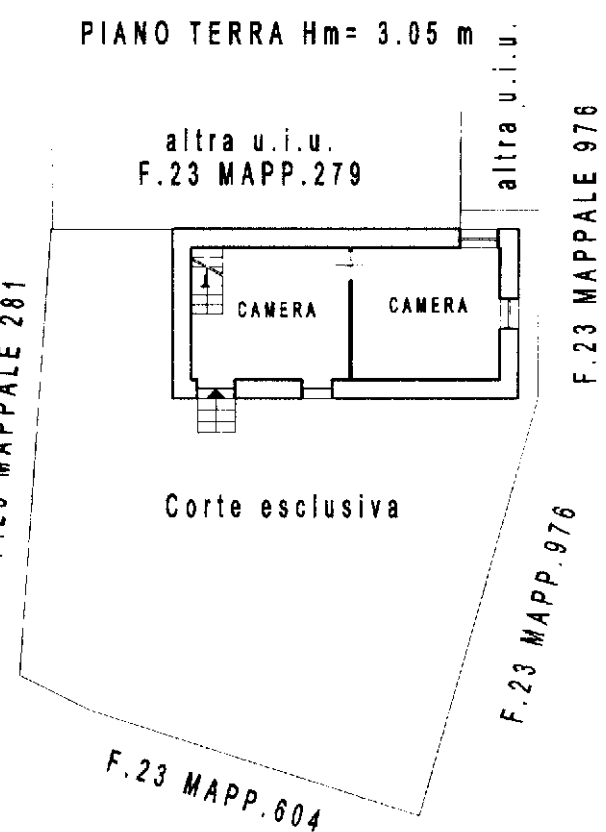 PIANO TERRA Hm= 3.05 m
altra u.i.u.
altra u.i.u.
F.23 MAPP.279
F.23 MAPPALE 976
MAPPALE 281
CAMERA
CAMERA
Corte esclusiva
F.23 MAPP.976
F.23 MAPP.604